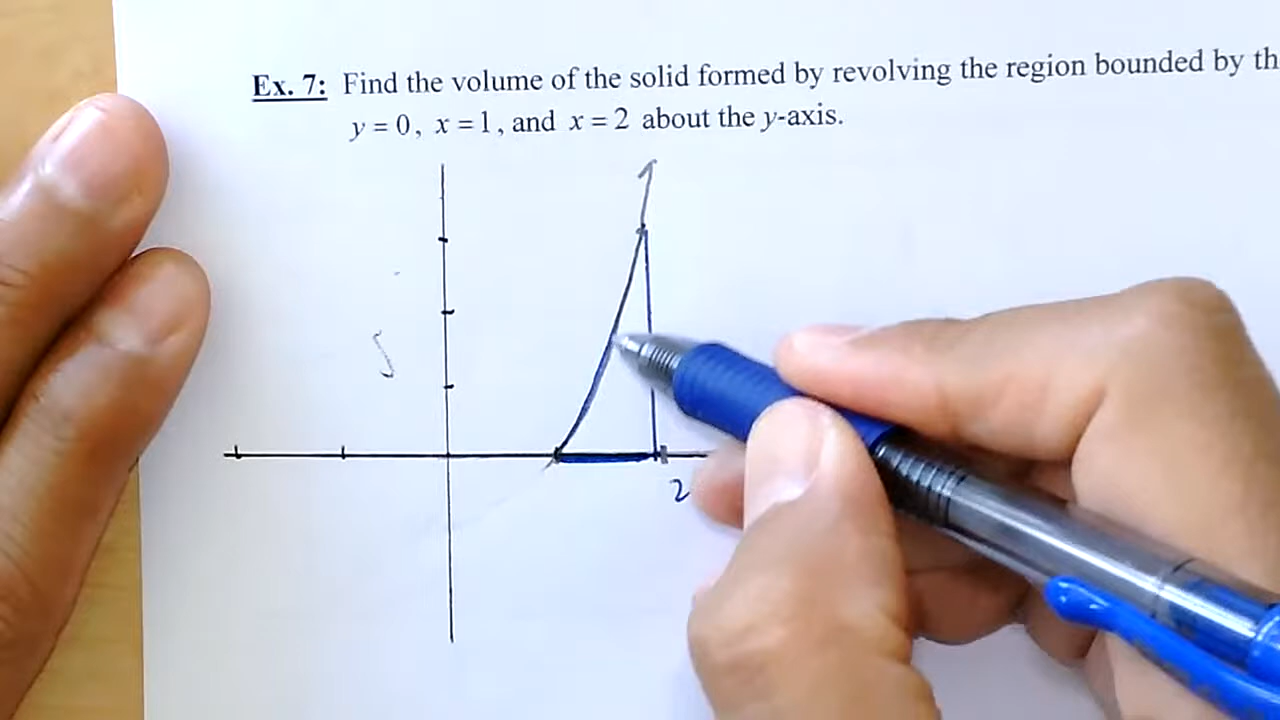 Ex. 7: Find the volume of the solid formed by revolving the region bounded by th
y = 0, x = 1, and x = 2 about the y-axis.
2